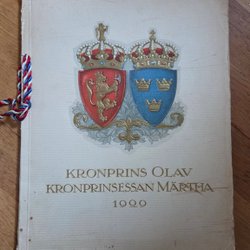 KRONPRINS OLAV
KRONPRINSESSAN MÄRTHA
1929